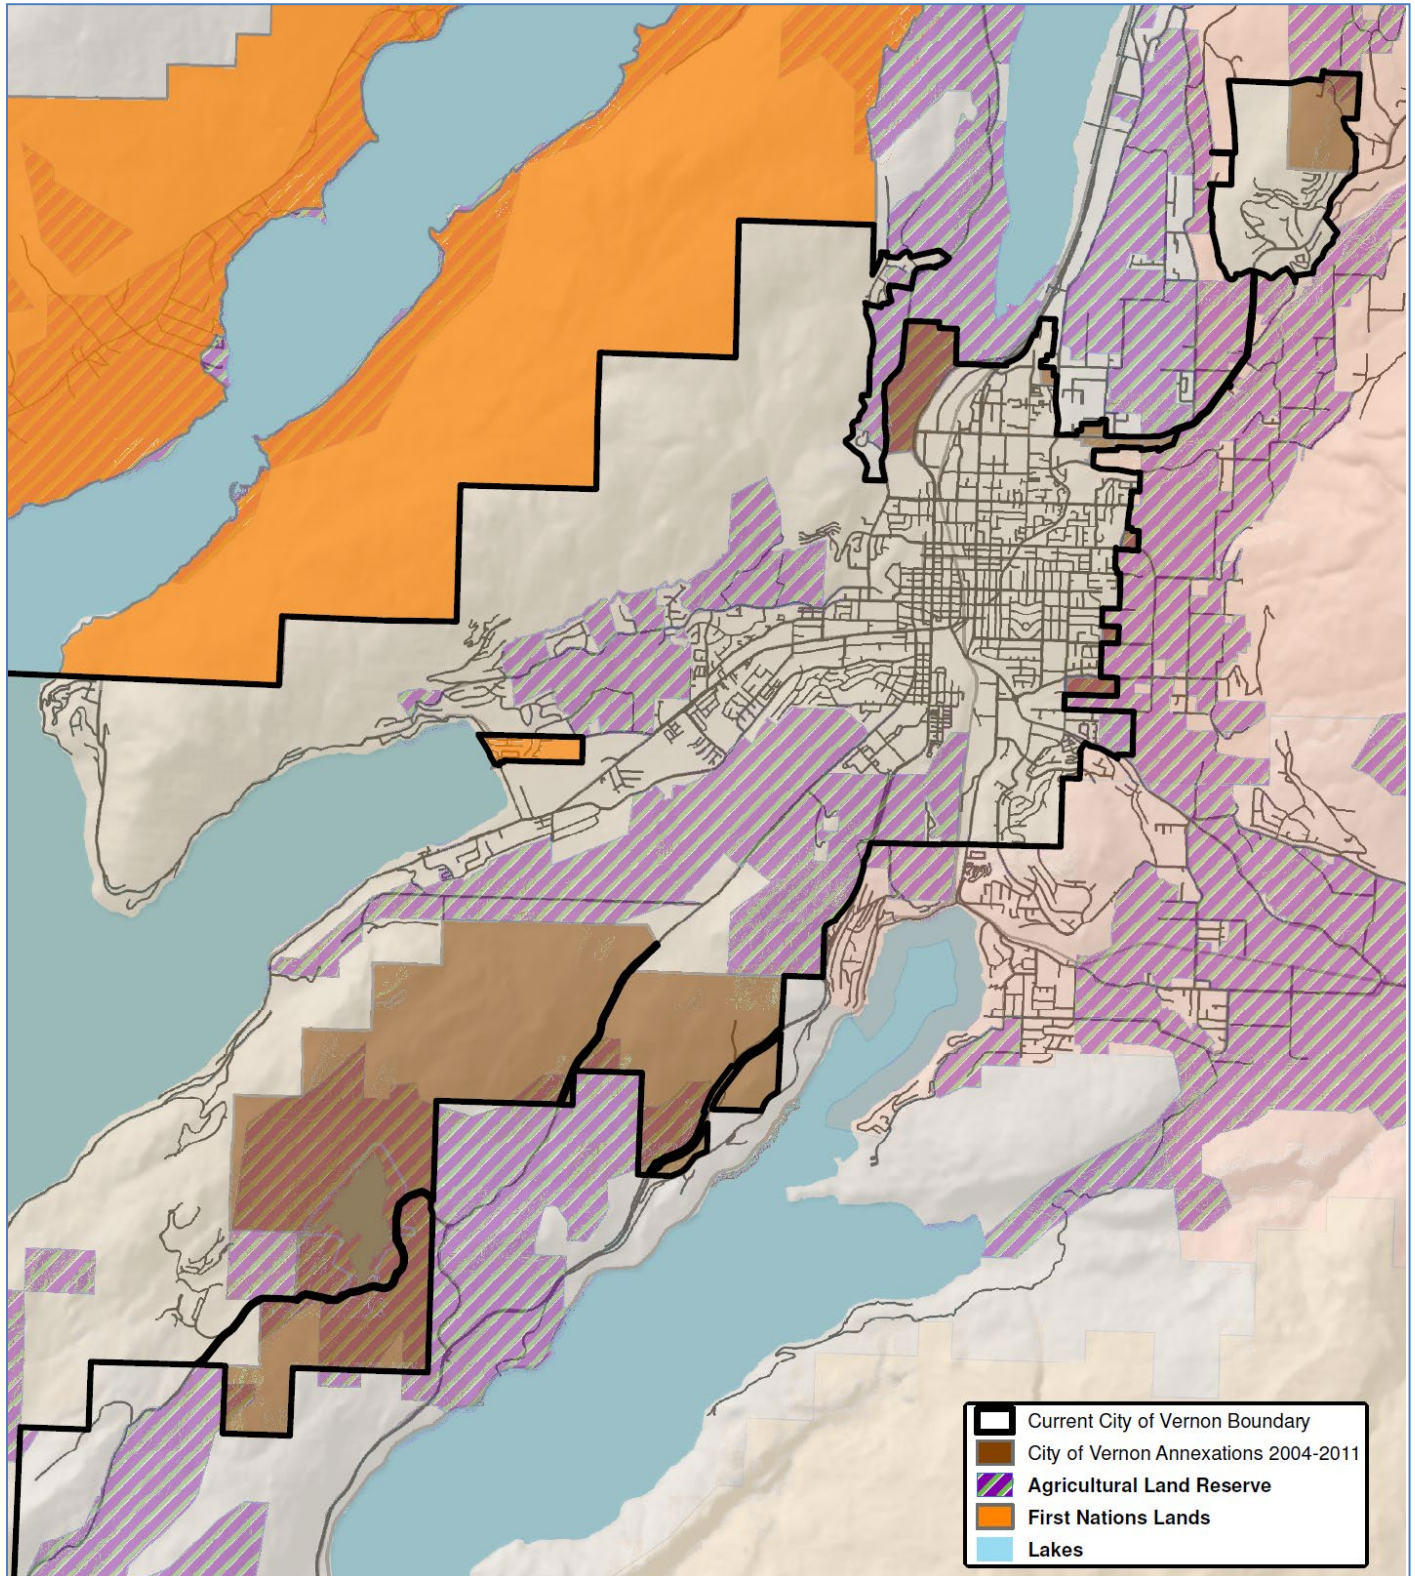 Current City of Vernon Boundary
City of Vernon Annexations 2004-2011
Agricultural Land Reserve
First Nations Lands
Lakes